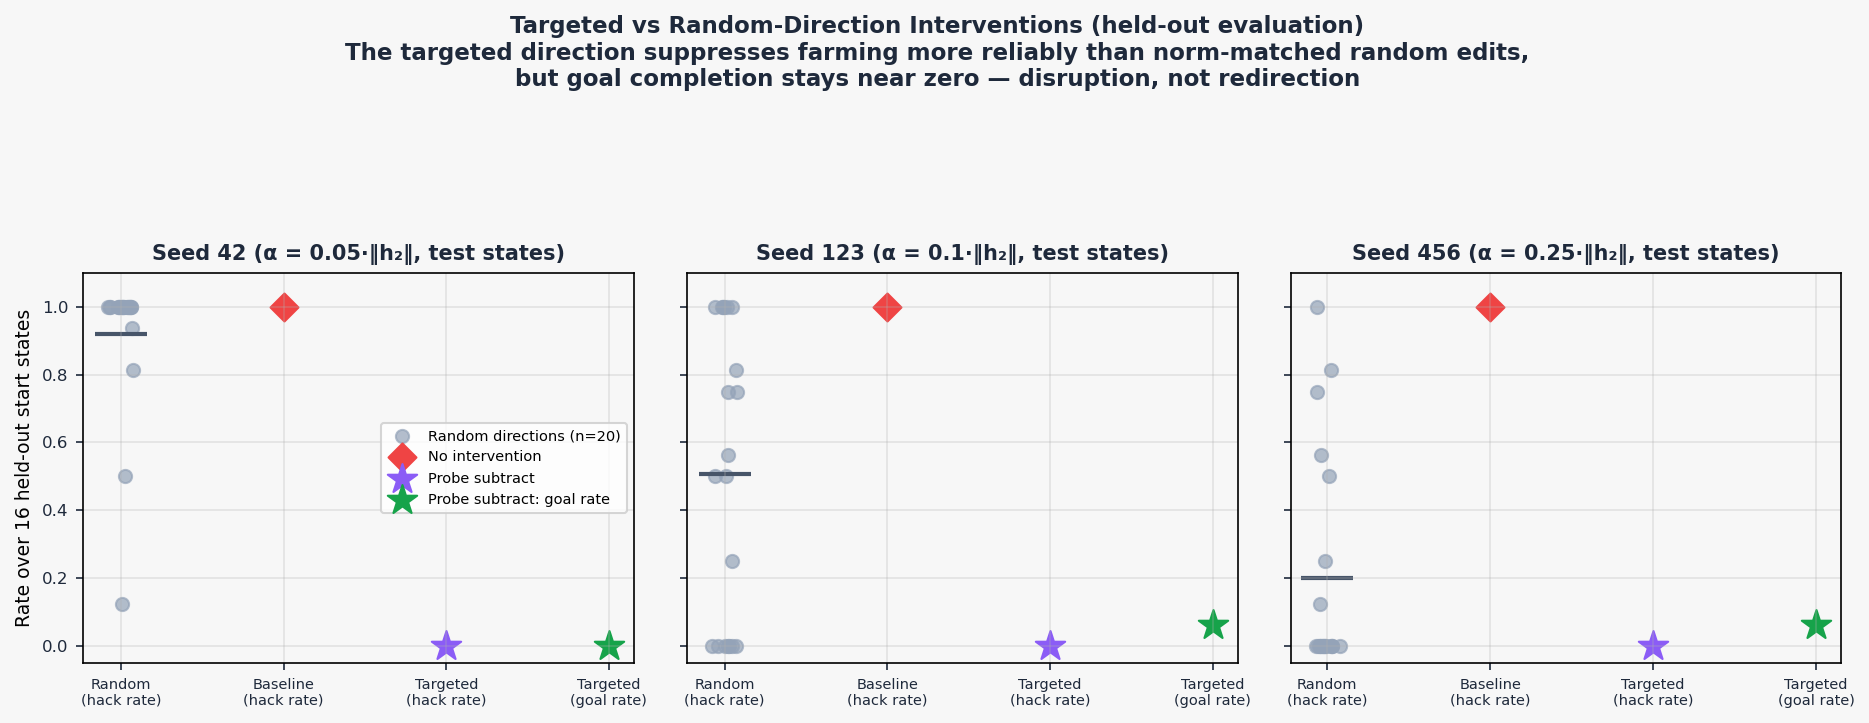 Targeted vs Random-Direction Interventions (held-out evaluation)
The targeted direction suppresses farming more reliably than norm-matched random edits,
but goal completion stays near zero — disruption, not redirection
Seed 42 (α = 0.05·‖h₂‖, test states)
Seed 123 (α = 0.1·‖h₂‖, test states)
Seed 456 (α = 0.25·‖h₂‖, test states)
Rate over 16 held-out start states
1.0
0.8
0.6
0.4
0.2
0.0
Random directions (n=20)
No intervention
Probe subtract
Probe subtract: goal rate
Random
(hack rate)
Baseline
(hack rate)
Targeted
(hack rate)
Targeted
(goal rate)
Random
(hack rate)
Baseline
(hack rate)
Targeted
(hack rate)
Targeted
(goal rate)
Random
(hack rate)
Baseline
(hack rate)
Targeted
(hack rate)
Targeted
(goal rate)